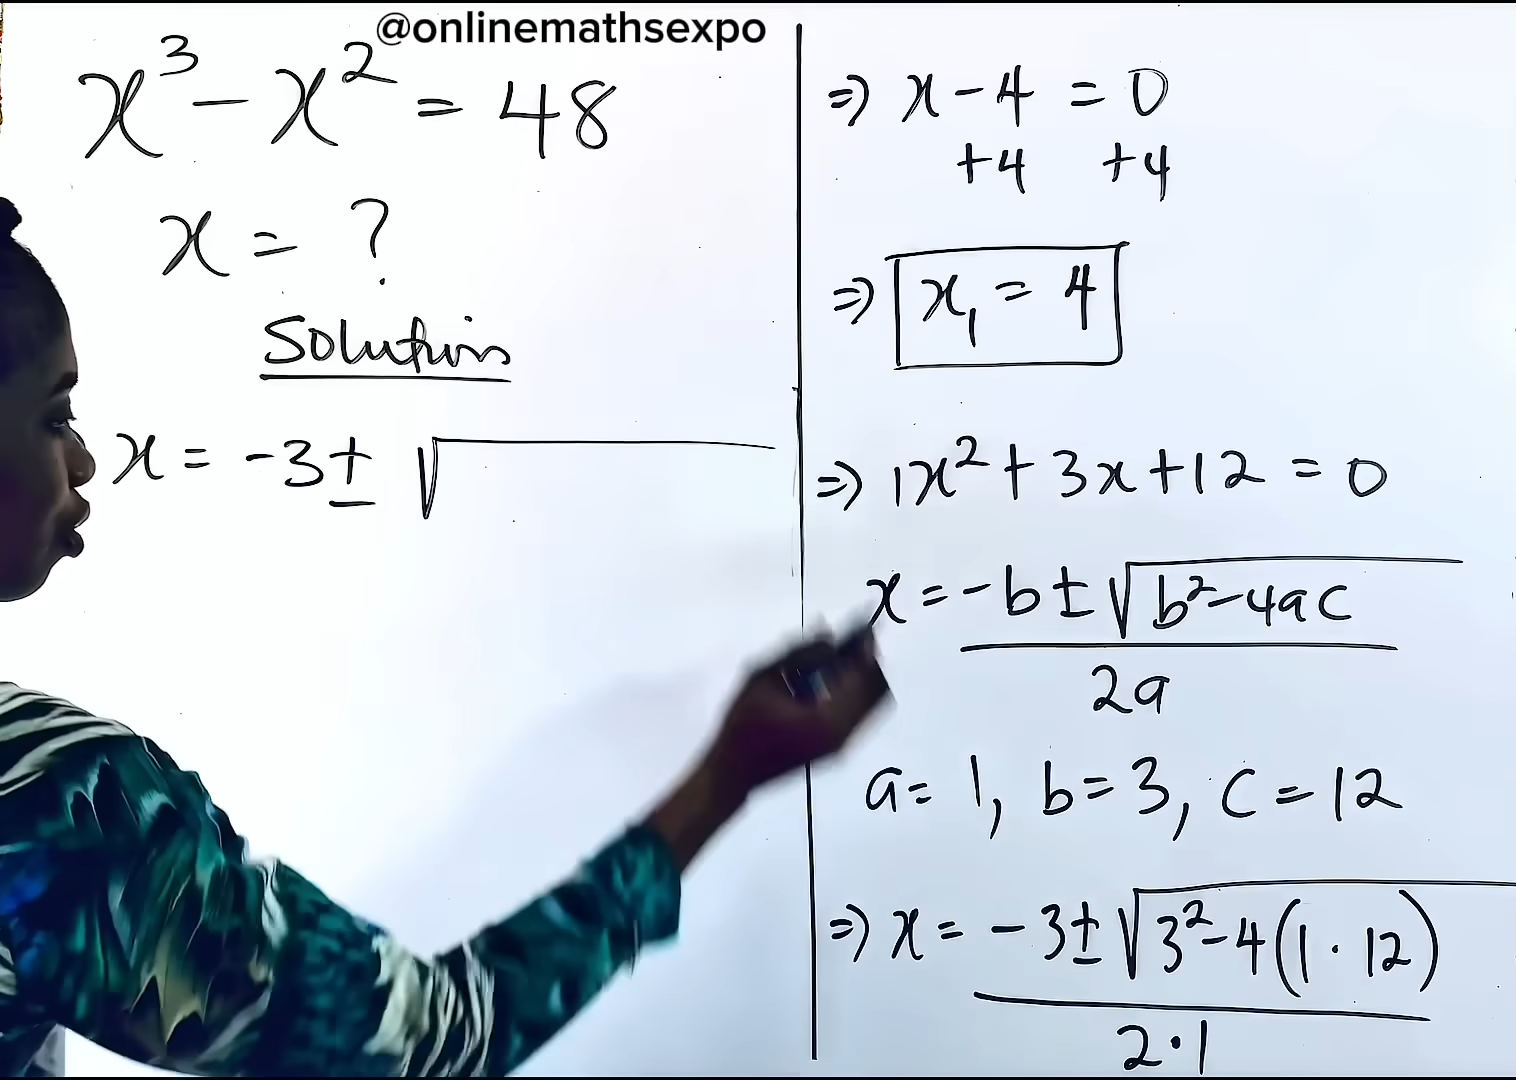 @onlinemathsexpo
x³ - x² = 48
x = ?
Solution
x = -3 ± √
⇒ x - 4 = 0
+4 +4
⇒ x₁ = 4
⇒ 1x² + 3x + 12 = 0
x = -b ± √b² - 4ac
2a
a = 1, b = 3, c = 12
⇒ x = -3 ± √3² - 4(1 · 12)
2 · 1